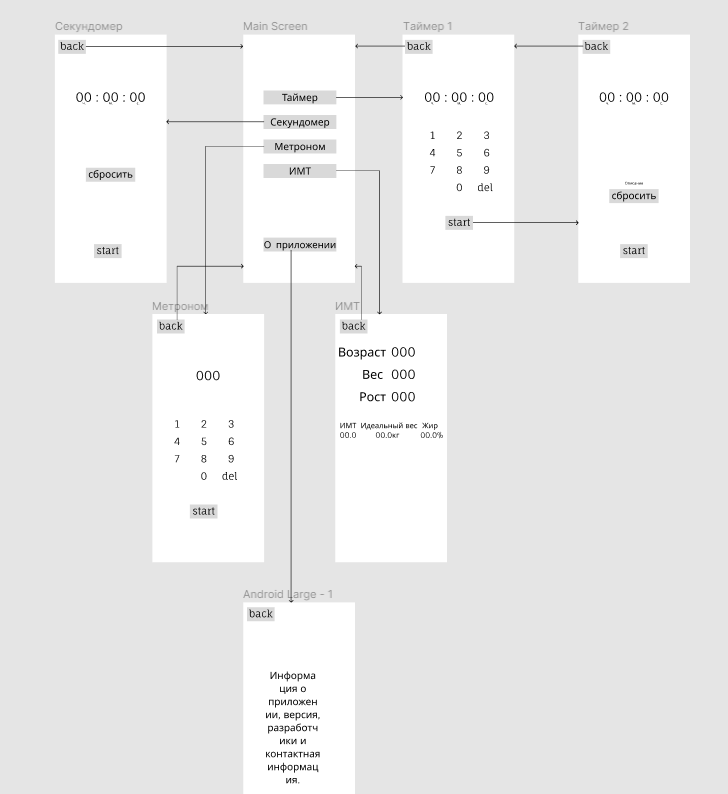 Секундомер
back
00 : 00 : 00
сбросить
start
Main Screen
Таймер
Секундомер
Метроном
ИМТ
О приложении
Таймер 1
back
00 : 00 : 00
1 2 3
4 5 6
7 8 9
0 del
start
Таймер 2
back
00 : 00 : 00
Описание
сбросить
start
Метроном
back
000
1 2 3
4 5 6
7 8 9
0 del
start
ИМТ
back
Возраст 000
Вес 000
Рост 000
ИМТ Идеальный вес Жир
00.0 00.0кг 00.0%
Android Large - 1
back
Информа
ция о
приложен
ии, версия,
разработч
ики и
контактная
информац
ия.